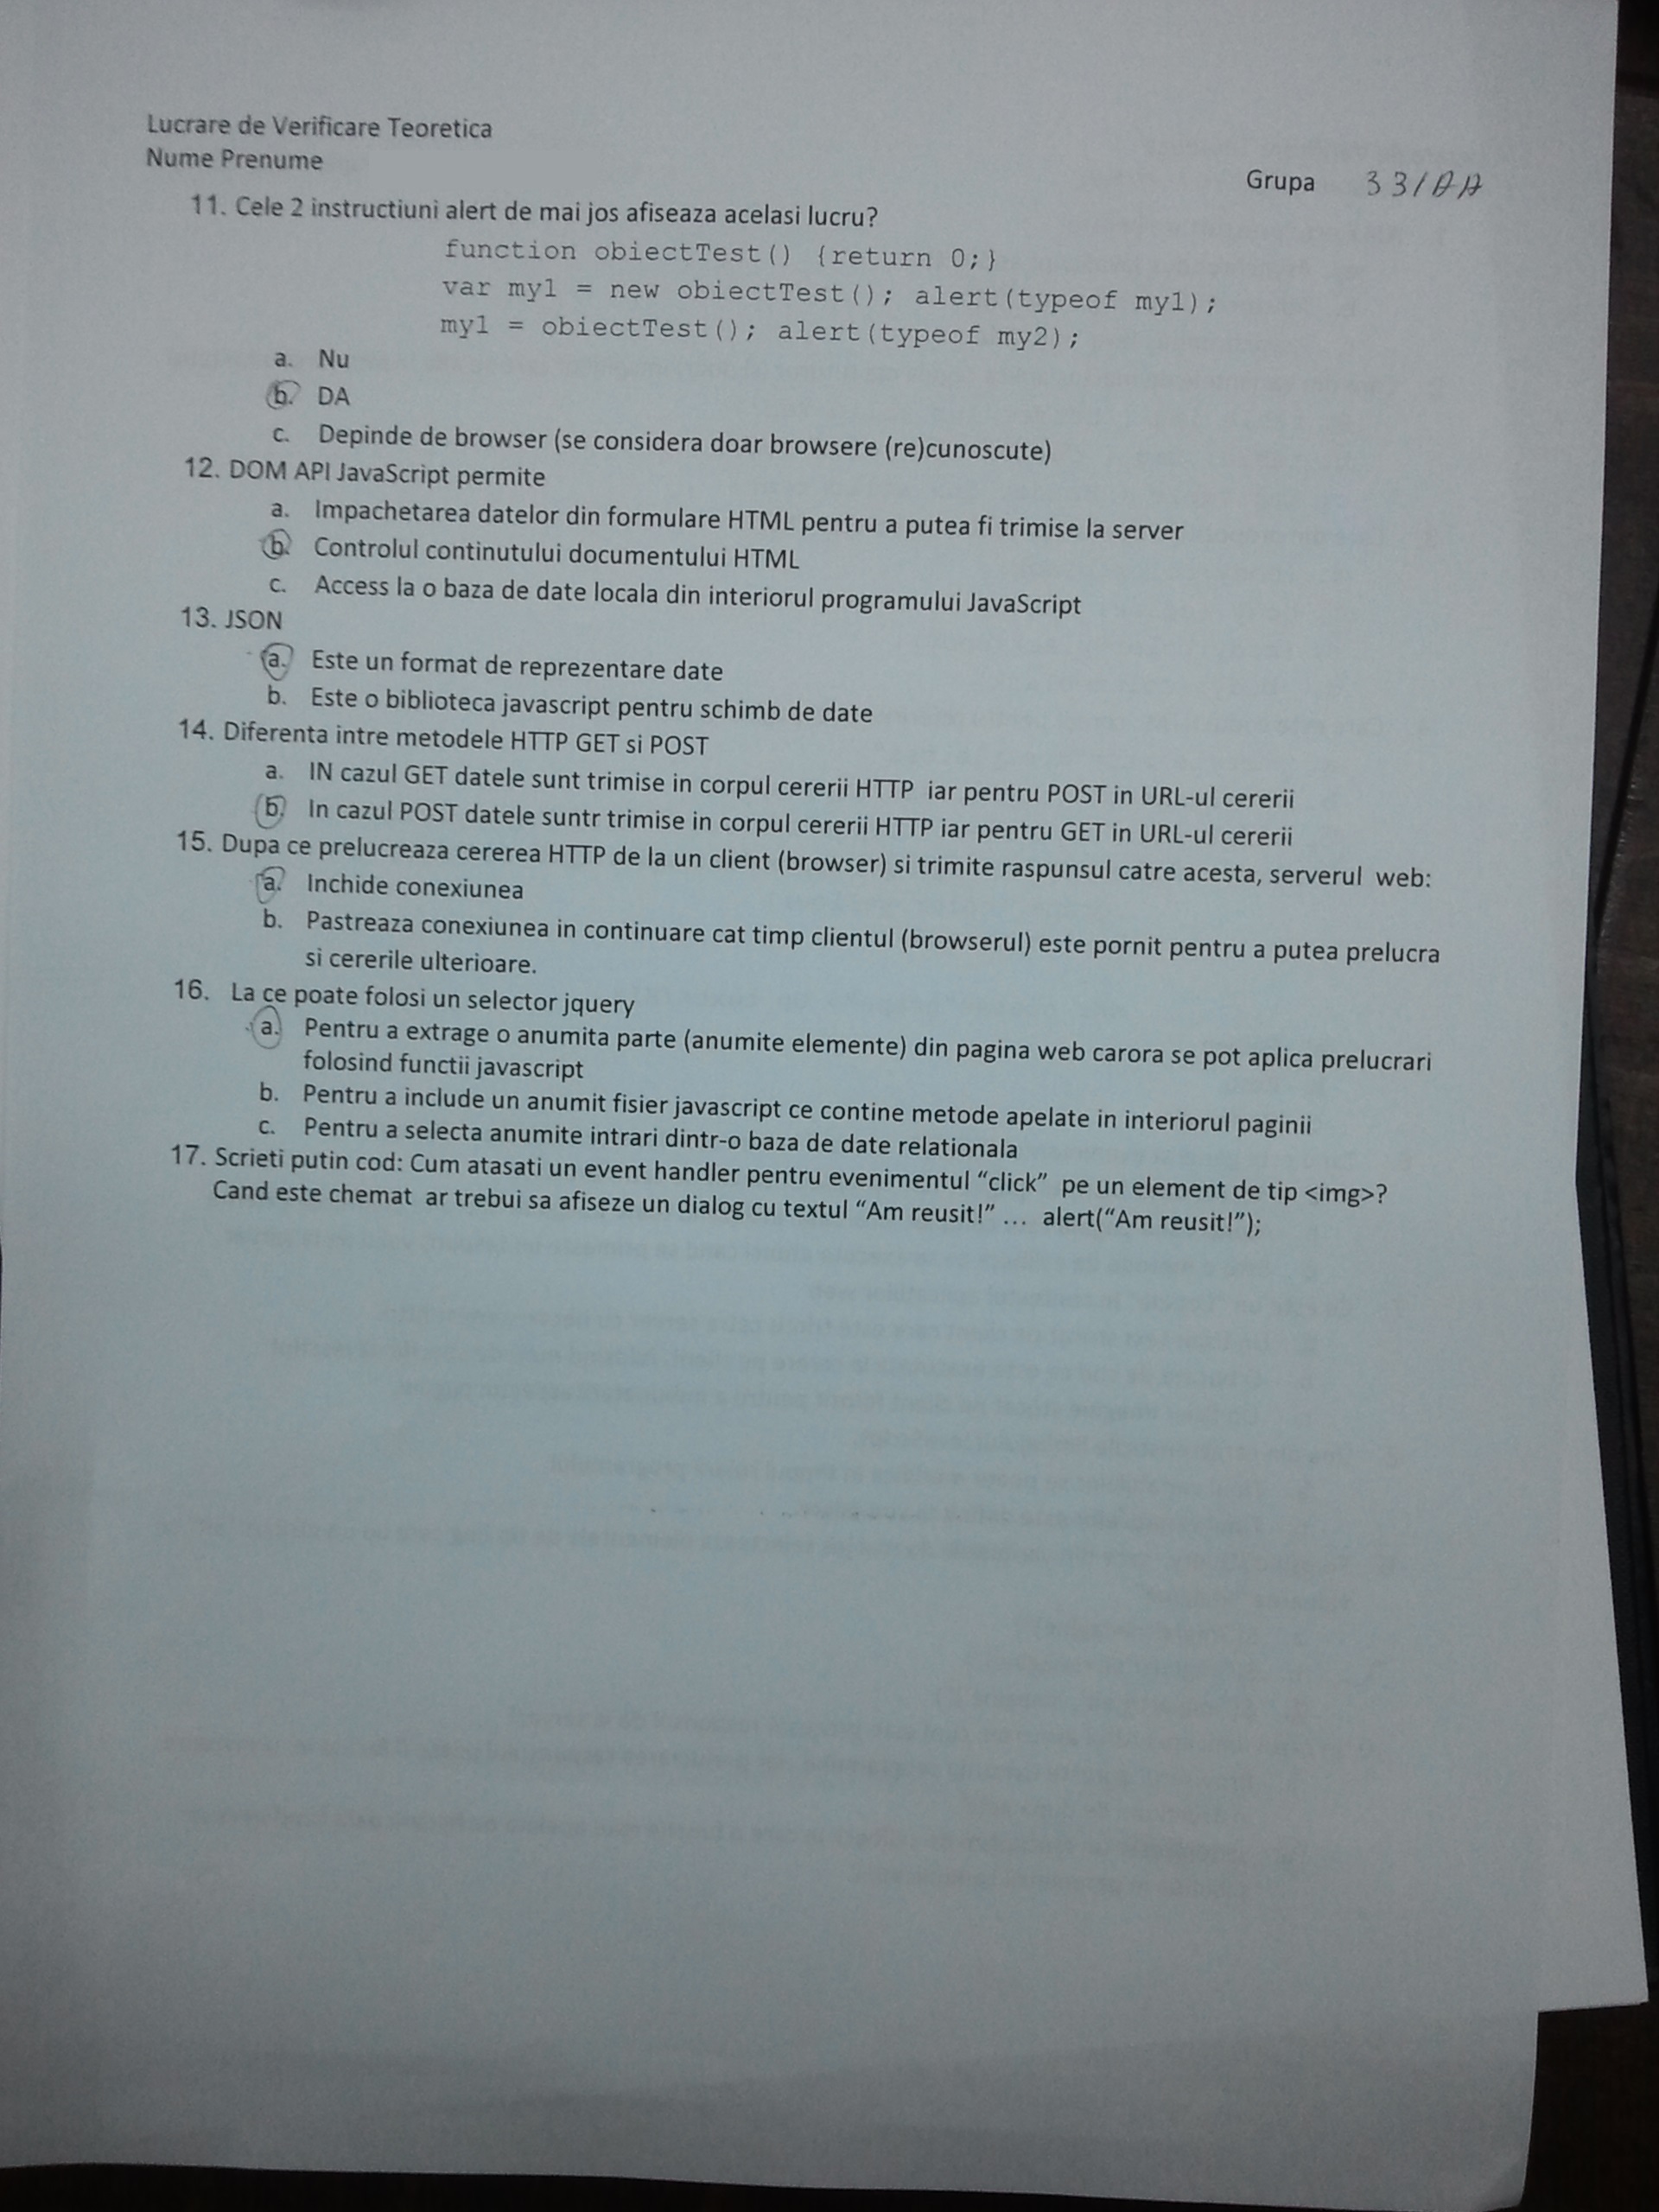 Lucrare de Verificare Teoretica
Nume Prenume
Grupa 331AA
11. Cele 2 instructiuni alert de mai jos afiseaza acelasi lucru?
function obiectTest() {return 0;}
var my1 = new obiectTest(); alert(typeof my1);
my1 = obiectTest(); alert(typeof my2);
a. Nu
b. DA
c. Depinde de browser (se considera doar browsere (re)cunoscute)
12. DOM API JavaScript permite
a. Impachetarea datelor din formulare HTML pentru a putea fi trimise la server
b. Controlul continutului documentului HTML
c. Access la o baza de date locala din interiorul programului JavaScript
13. JSON
a. Este un format de reprezentare date
b. Este o biblioteca javascript pentru schimb de date
14. Diferenta intre metodele HTTP GET si POST
a. IN cazul GET datele sunt trimise in corpul cererii HTTP iar pentru POST in URL-ul cererii
b. In cazul POST datele suntr trimise in corpul cererii HTTP iar pentru GET in URL-ul cererii
15. Dupa ce prelucreaza cererea HTTP de la un client (browser) si trimite raspunsul catre acesta, serverul web:
a. Inchide conexiunea
b. Pastreaza conexiunea in continuare cat timp clientul (browserul) este pornit pentru a putea prelucra
si cererile ulterioare.
16. La ce poate folosi un selector jquery
a. Pentru a extrage o anumita parte (anumite elemente) din pagina web carora se pot aplica prelucrari
folosind functii javascript
b. Pentru a include un anumit fisier javascript ce contine metode apelate in interiorul paginii
c. Pentru a selecta anumite intrari dintr-o baza de date relationala
17. Scrieti putin cod: Cum atasati un event handler pentru evenimentul “click” pe un element de tip <img>?
Cand este chemat ar trebui sa afiseze un dialog cu textul “Am reusit!” ... alert(“Am reusit!”);